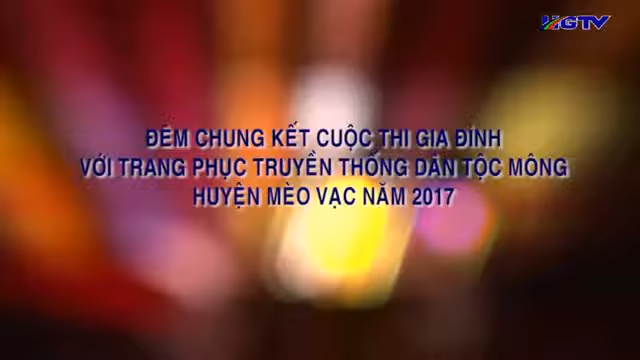 HGTV
ĐÊM CHUNG KẾT CUỘC THI GIA ĐÌNH
VỚI TRANG PHỤC TRUYỀN THỐNG DÂN TỘC MÔNG
HUYỆN MÈO VẠC NĂM 2017